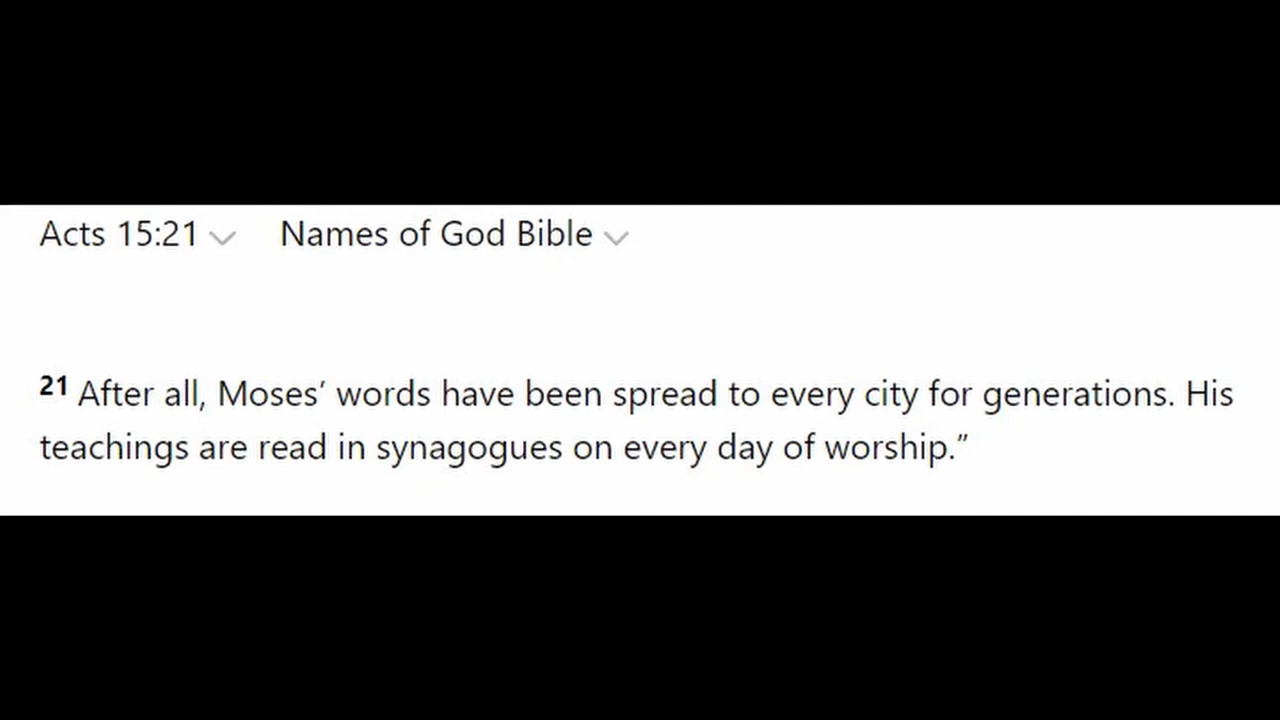 Acts 15:21 Names of God Bible
21 After all, Moses’ words have been spread to every city for generations. His
teachings are read in synagogues on every day of worship.”